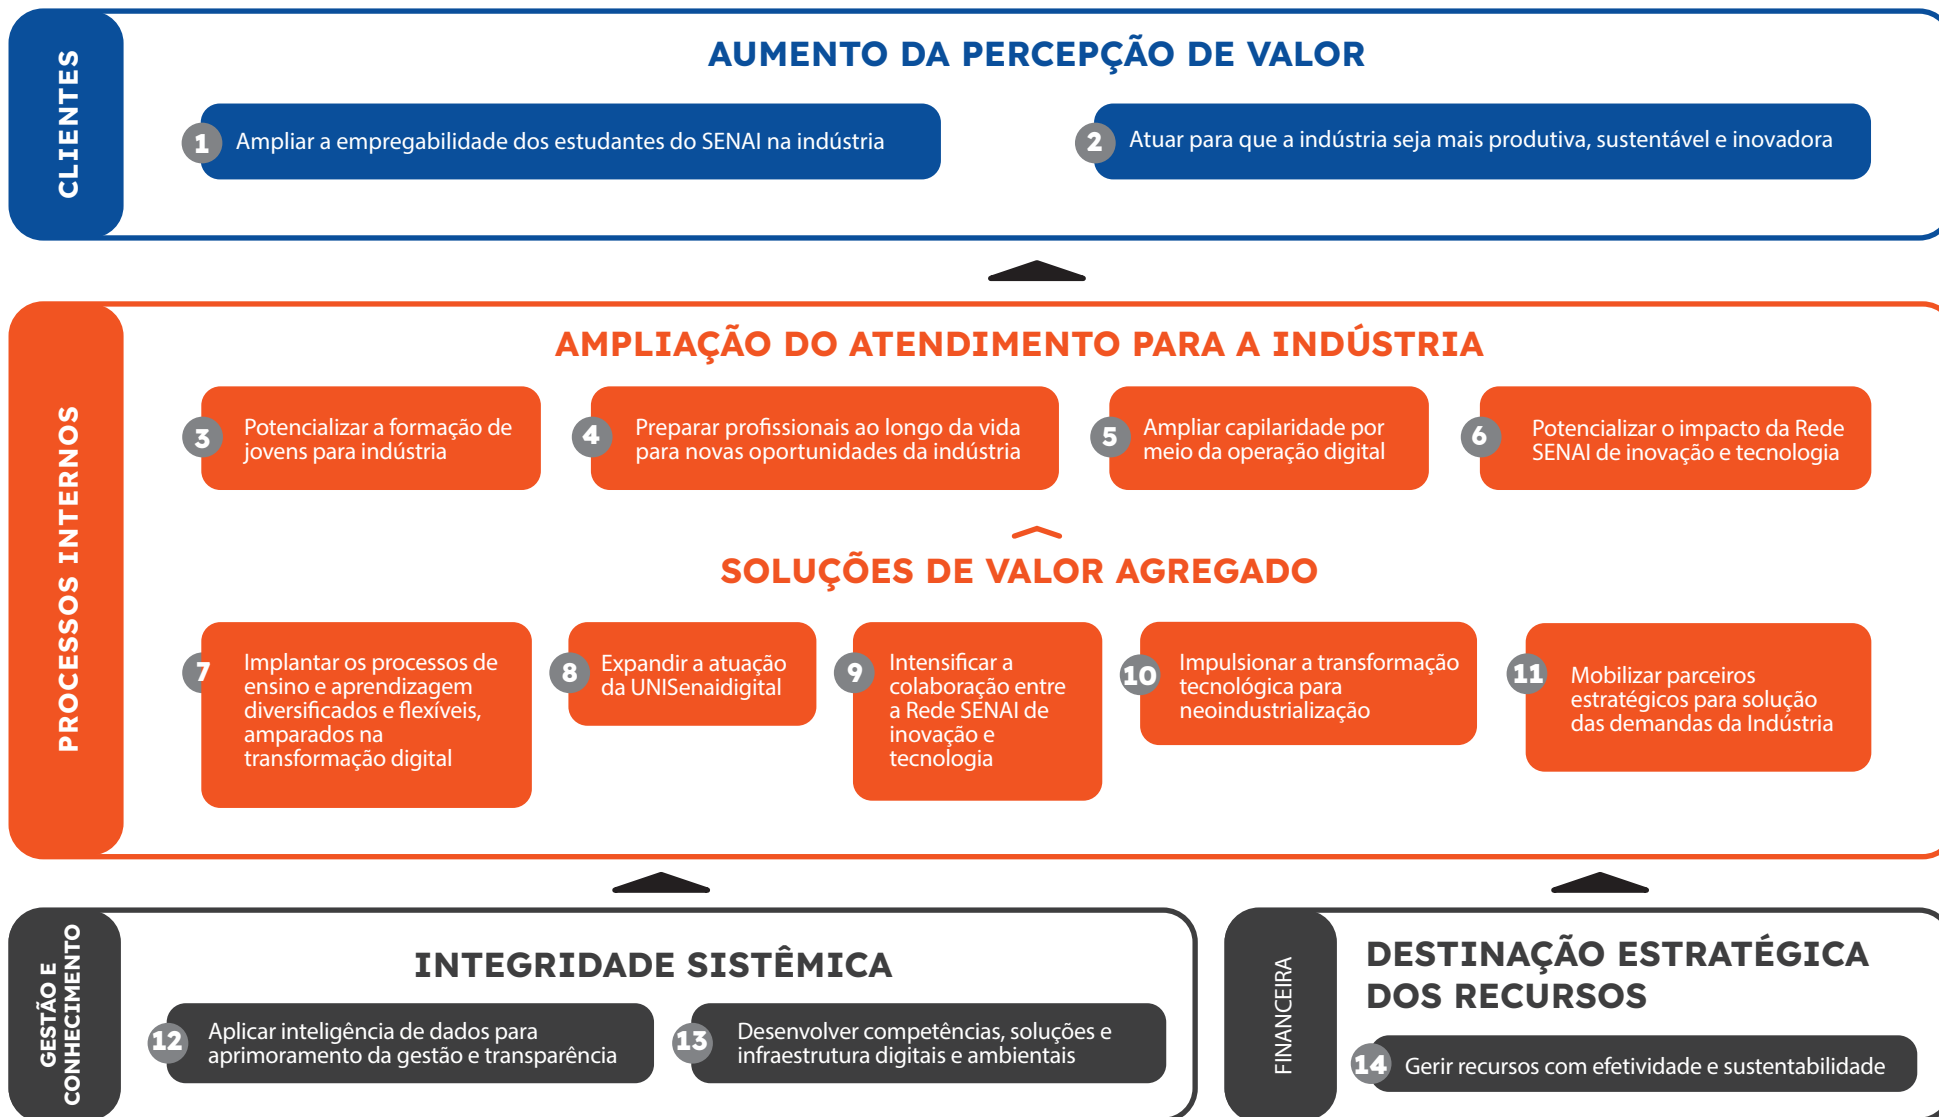 CLIENTES
AUMENTO DA PERCEPÇÃO DE VALOR
1
Ampliar a empregabilidade dos estudantes do SENAI na indústria
2
Atuar para que a indústria seja mais produtiva, sustentável e inovadora
PROCESSOS INTERNOS
AMPLIAÇÃO DO ATENDIMENTO PARA A INDÚSTRIA
3
Potencializar a formação de
jovens para indústria
4
Preparar profissionais ao longo da vida
para novas oportunidades da indústria
5
Ampliar capilaridade por
meio da operação digital
6
Potencializar o impacto da Rede
SENAI de inovação e tecnologia
SOLUÇÕES DE VALOR AGREGADO
7
Implantar os processos de
ensino e aprendizagem
diversificados e flexíveis,
amparados na
transformação digital
8
Expandir a atuação
da UNISenaidigital
9
Intensificar a
colaboração entre
a Rede SENAI de
inovação e
tecnologia
10
Impulsionar a transformação
tecnológica para
neoindustrialização
11
Mobilizar parceiros
estratégicos para solução
das demandas da Indústria
GESTÃO E
CONHECIMENTO
INTEGRIDADE SISTÊMICA
12
Aplicar inteligência de dados para
aprimoramento da gestão e transparência
13
Desenvolver competências, soluções e
infraestrutura digitais e ambientais
FINANCEIRA
DESTINAÇÃO ESTRATÉGICA
DOS RECURSOS
14
Gerir recursos com efetividade e sustentabilidade